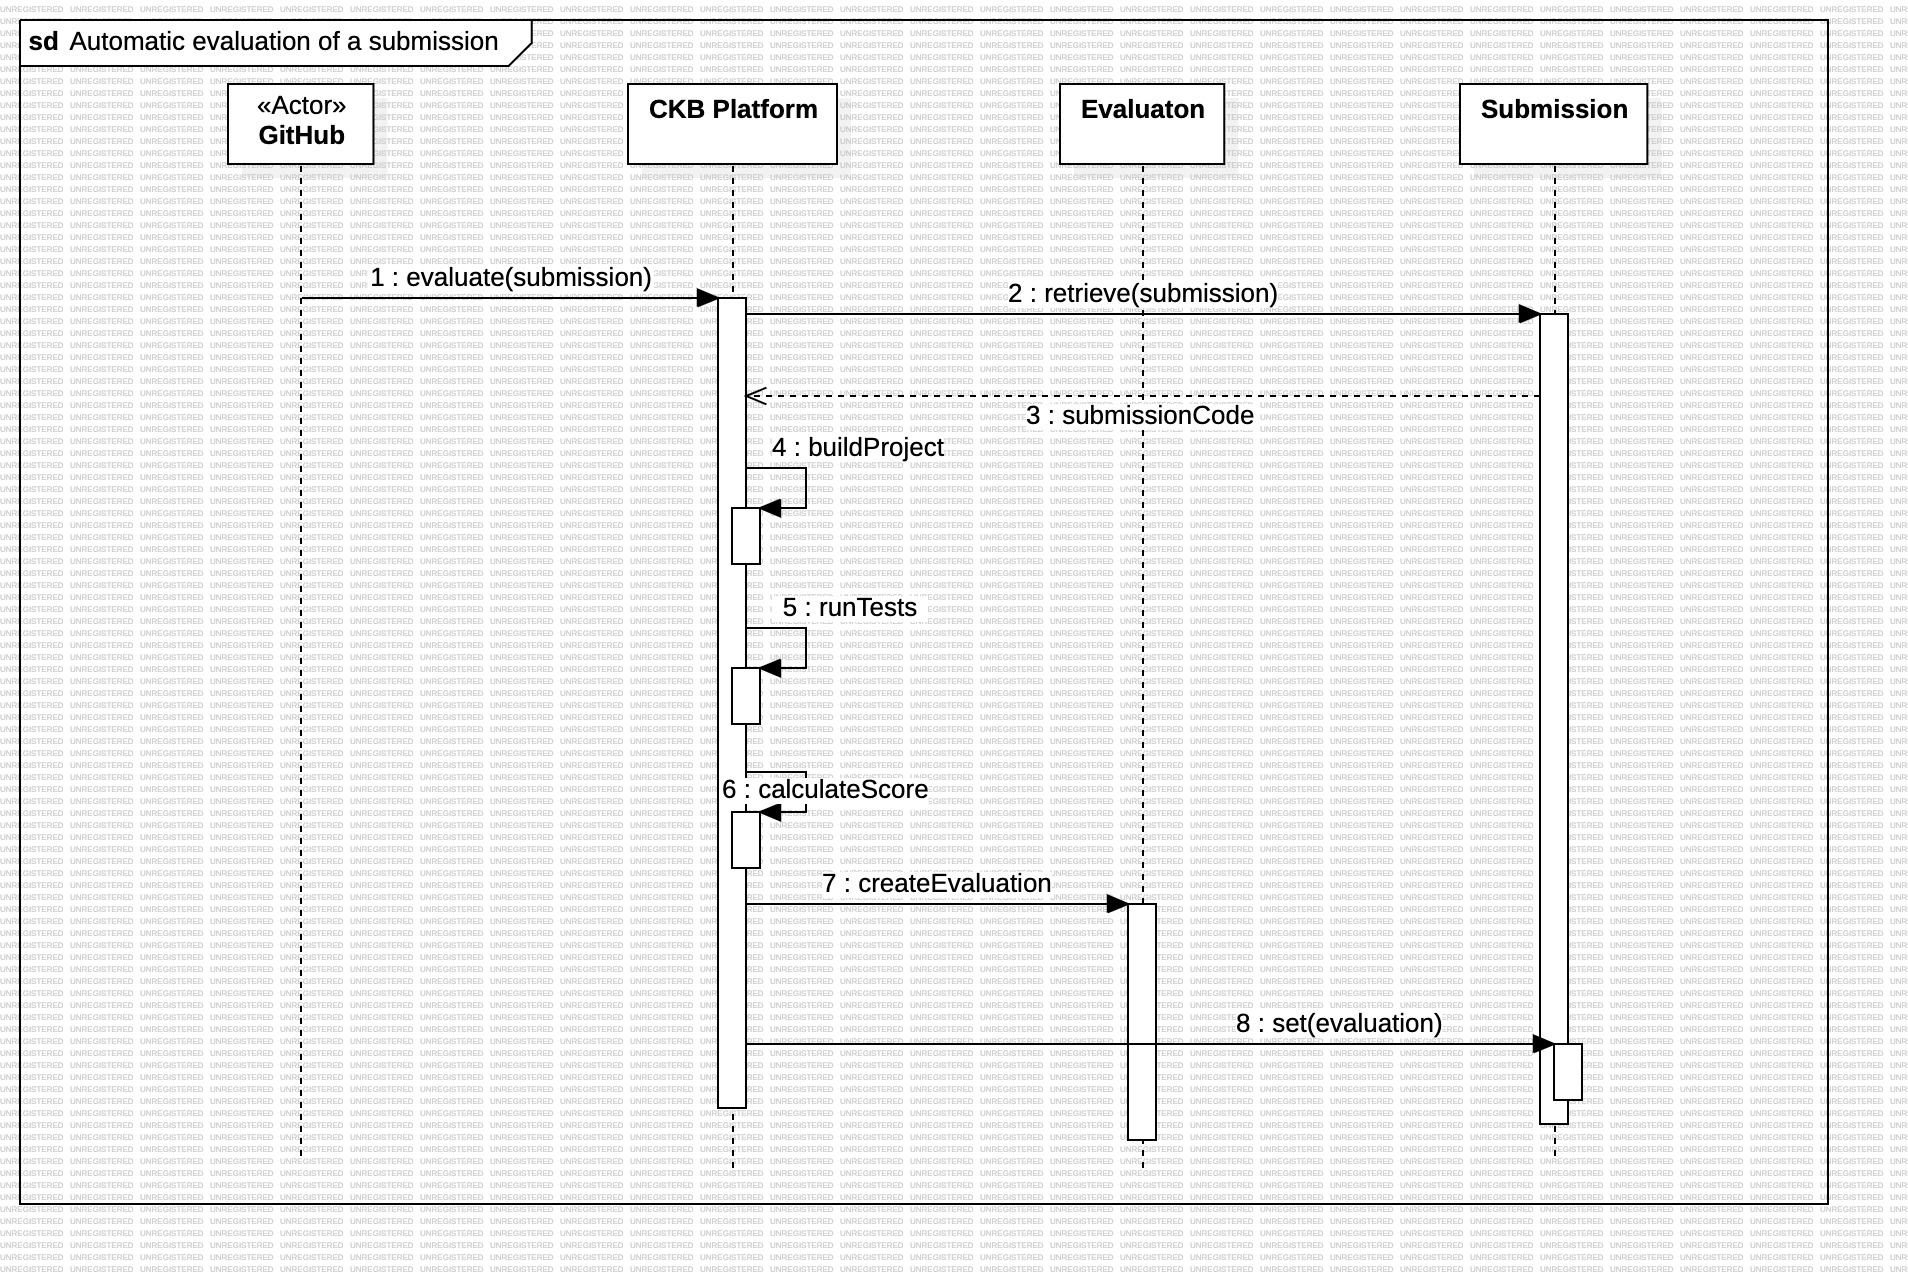 sd Automatic evaluation of a submission
«Actor»
GitHub
CKB Platform
Evaluaton
Submission
1 : evaluate(submission)
2 : retrieve(submission)
3 : submissionCode
4 : buildProject
5 : runTests
6 : calculateScore
7 : createEvaluation
8 : set(evaluation)
UNREGISTERED